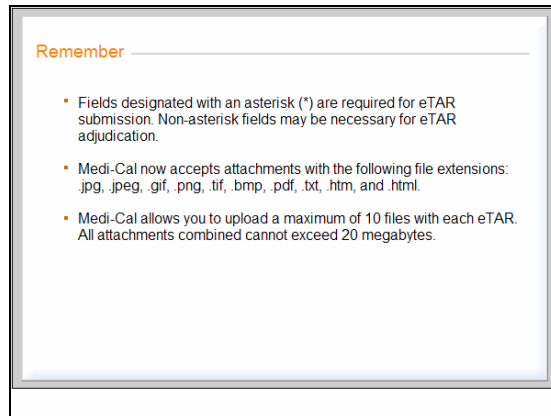 Remember
▪ Fields designated with an asterisk (*) are required for eTAR
submission. Non-asterisk fields may be necessary for eTAR
adjudication.
▪ Medi-Cal now accepts attachments with the following file extensions:
.jpg, .jpeg, .gif, .png, .tif, .bmp, .pdf, .txt, .htm, and .html.
▪ Medi-Cal allows you to upload a maximum of 10 files with each eTAR.
All attachments combined cannot exceed 20 megabytes.